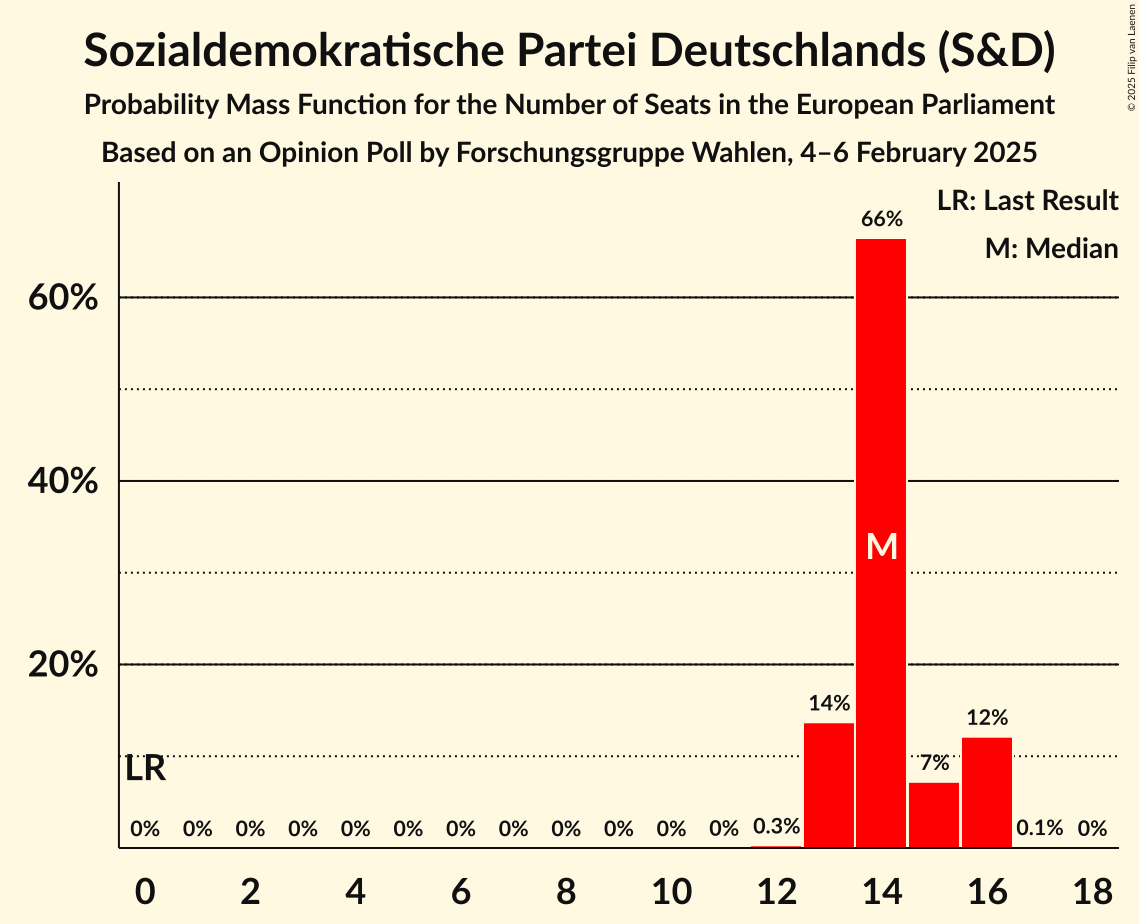 Sozialdemokratische Partei Deutschlands (S&D)
Probability Mass Function for the Number of Seats in the European Parliament
Based on an Opinion Poll by Forschungsgruppe Wahlen, 4–6 February 2025
© 2025 Filip van Laenen
LR: Last Result
M: Median
66%
60%
40%
M
20%
14%
12%
7%
LR
0% 0% 0% 0% 0% 0% 0% 0% 0% 0% 0% 0% 0.3% 0.1% 0%
0 2 4 6 8 10 12 14 16 18